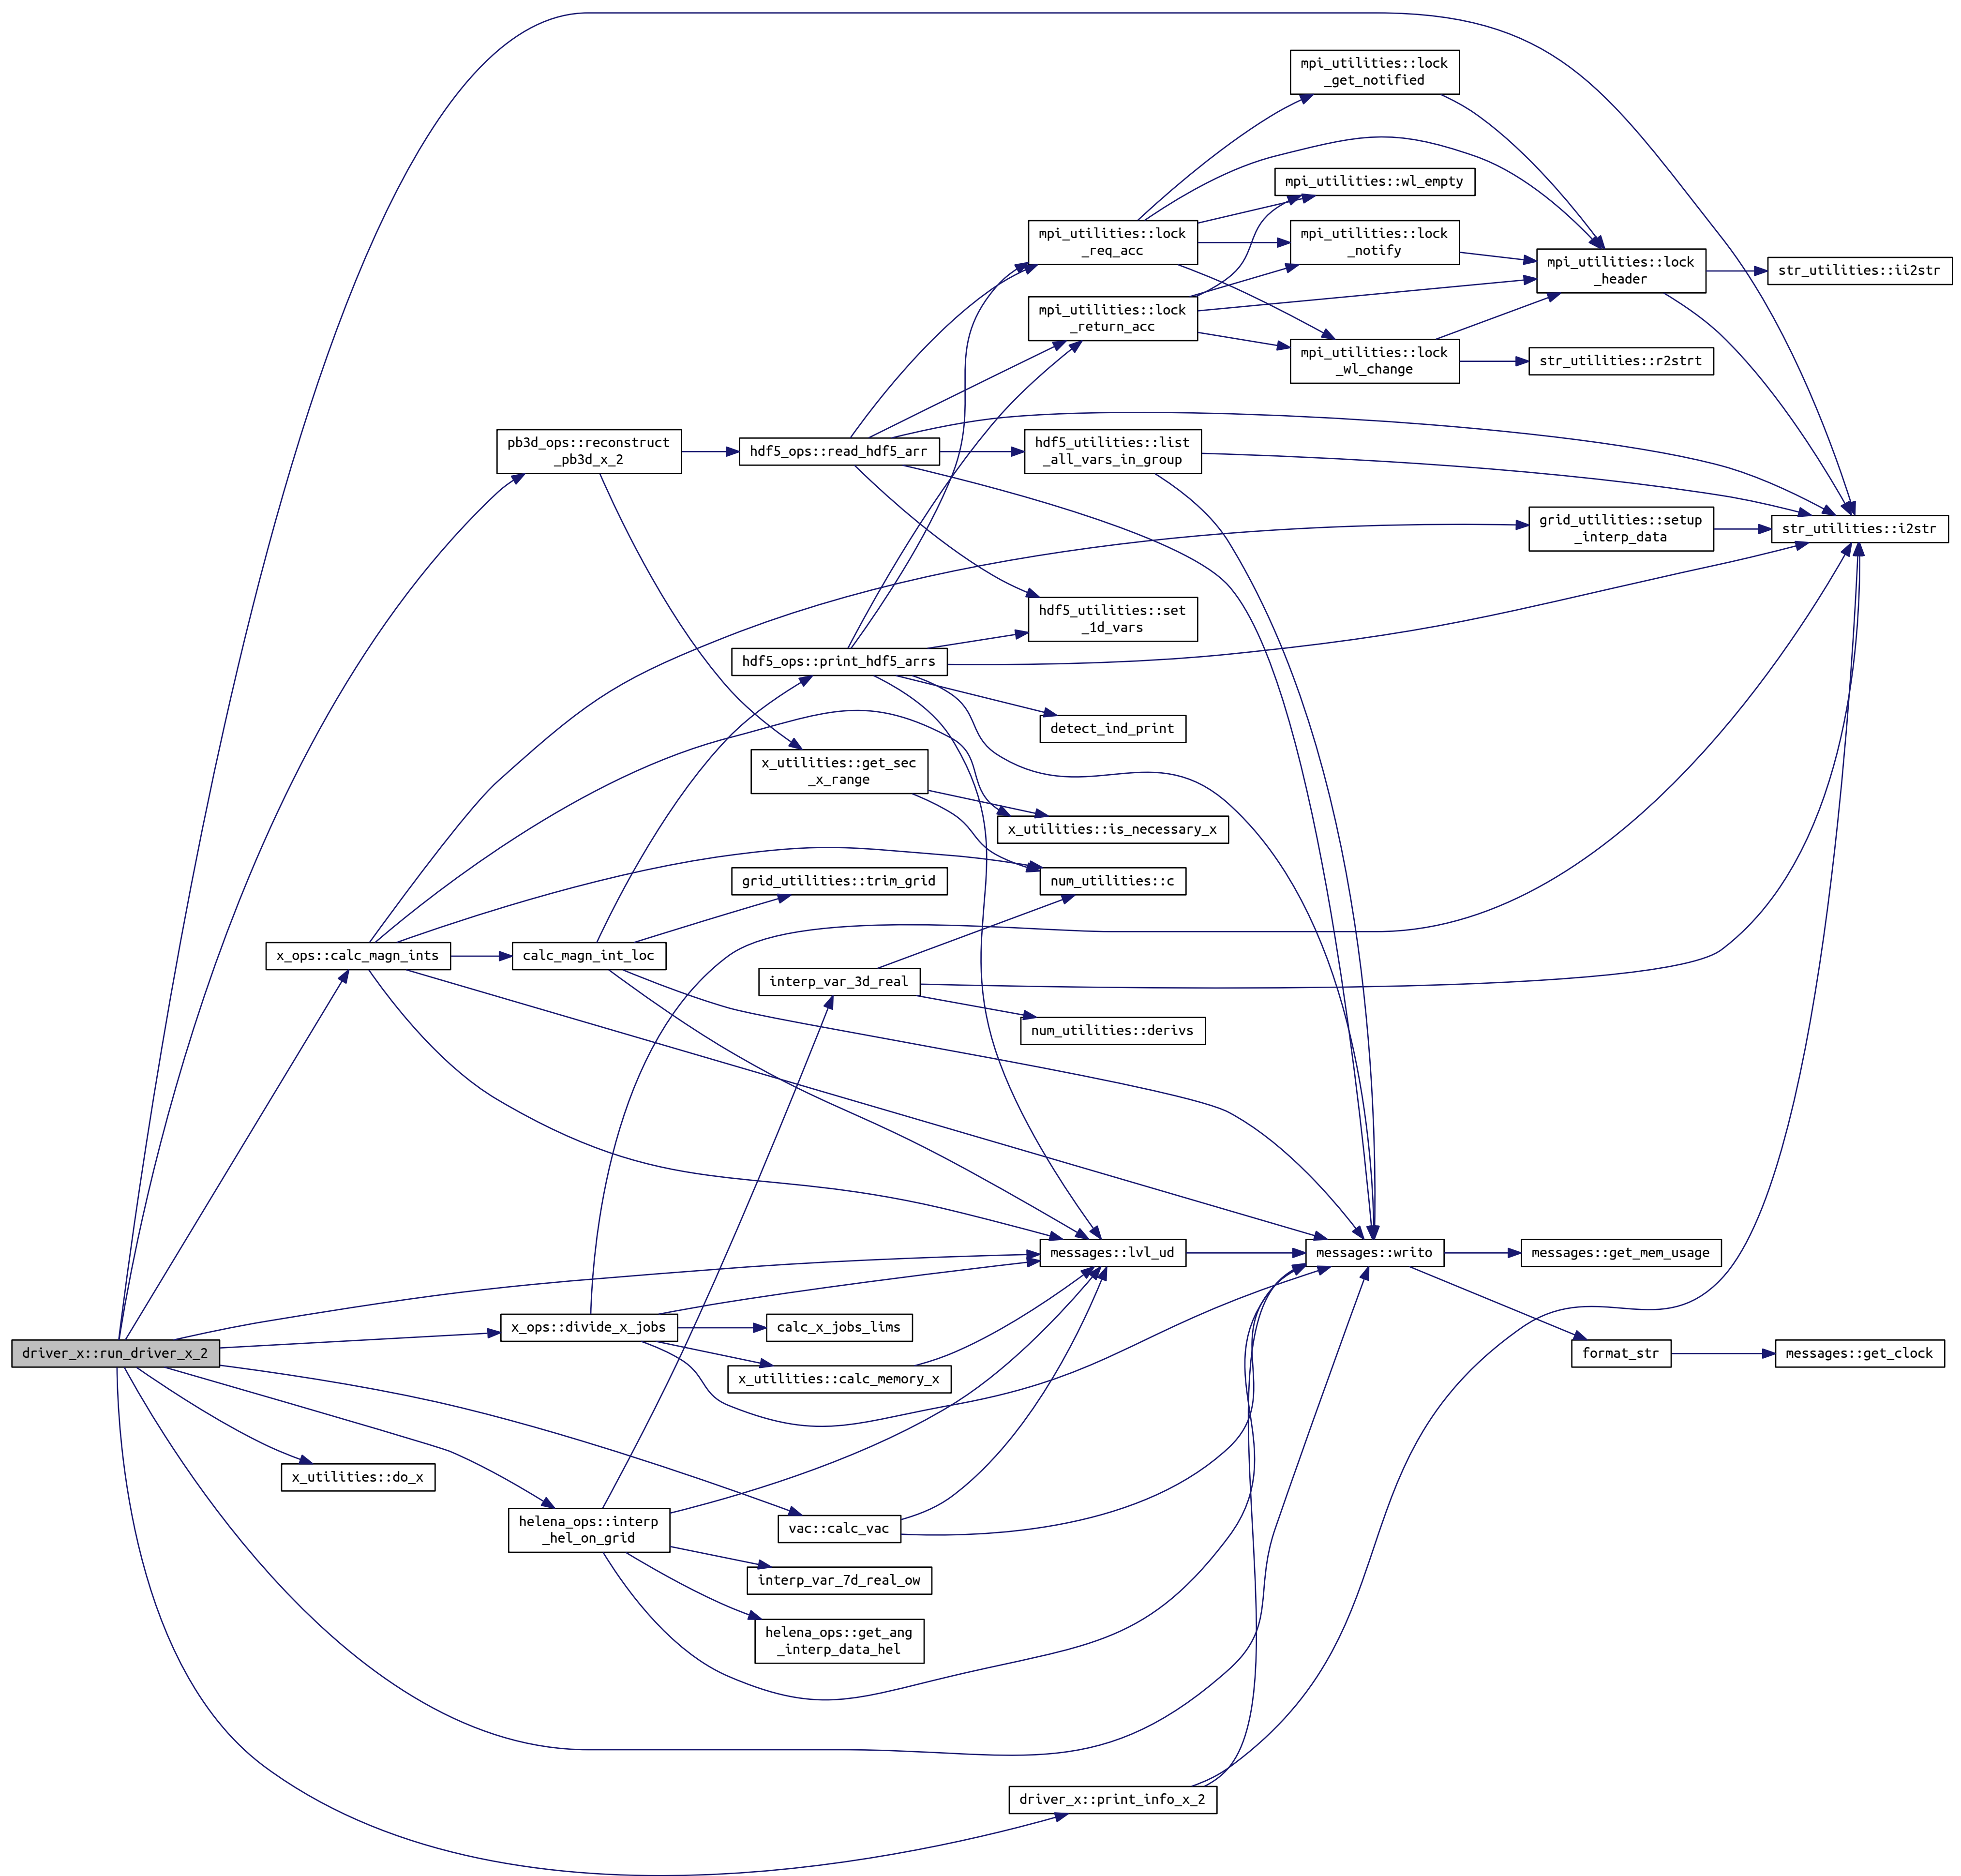 mpi_utilities::lock
_get_notified
mpi_utilities::wl_empty
mpi_utilities::lock
_req_acc
mpi_utilities::lock
_notify
mpi_utilities::lock
_header
str_utilities::ii2str
mpi_utilities::lock
_return_acc
mpi_utilities::lock
_wl_change
str_utilities::r2strt
pb3d_ops::reconstruct
_pb3d_x_2
hdf5_ops::read_hdf5_arr
hdf5_utilities::list
_all_vars_in_group
grid_utilities::setup
_interp_data
str_utilities::i2str
hdf5_utilities::set
_1d_vars
hdf5_ops::print_hdf5_arrs
detect_ind_print
x_utilities::get_sec
_x_range
x_utilities::is_necessary_x
grid_utilities::trim_grid
num_utilities::c
x_ops::calc_magn_ints
calc_magn_int_loc
interp_var_3d_real
num_utilities::derivs
messages::lvl_ud
messages::writo
messages::get_mem_usage
x_ops::divide_x_jobs
calc_x_jobs_lims
driver_x::run_driver_x_2
format_str
messages::get_clock
x_utilities::calc_memory_x
x_utilities::do_x
helena_ops::interp
_hel_on_grid
vac::calc_vac
interp_var_7d_real_ow
helena_ops::get_ang
_interp_data_hel
driver_x::print_info_x_2